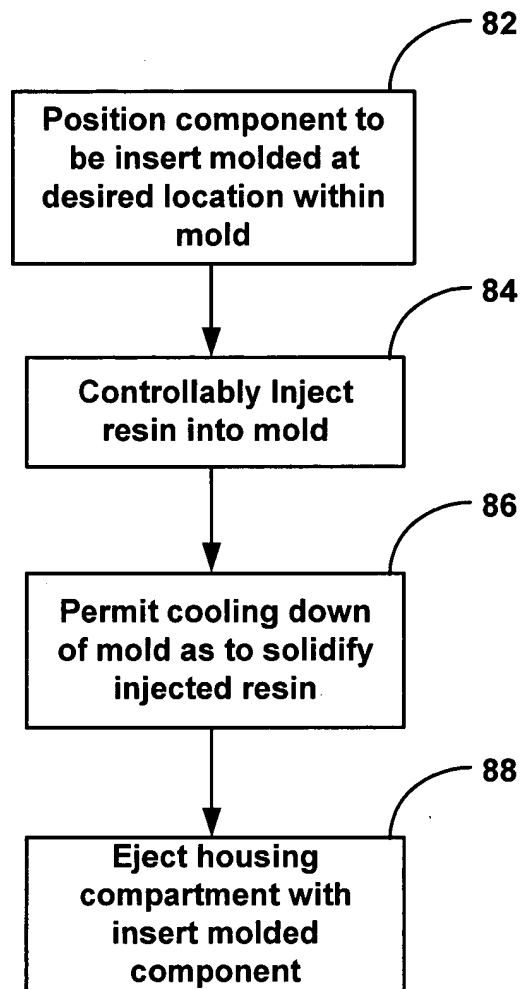 82
Position component to
be insert molded at
desired location within
mold
84
Controllably Inject
resin into mold
86
Permit cooling down
of mold as to solidify
injected resin
88
Eject housing
compartment with
insert molded
component